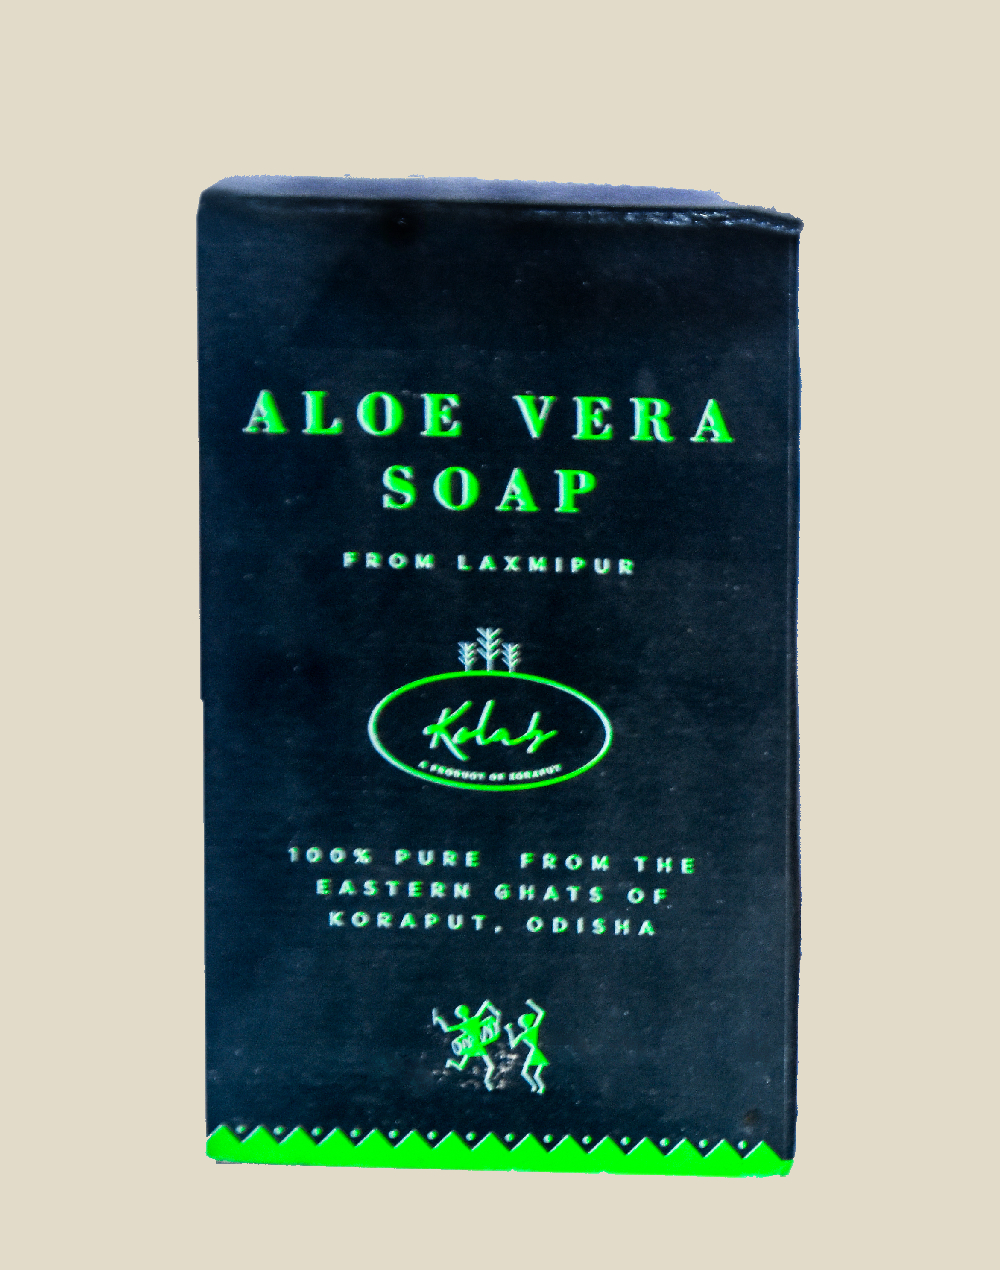 ALOE VERA
SOAP
FROM LAXMIPUR
Kolab
A PRODUCT OF KORAPUT
100% PURE FROM THE
EASTERN GHATS OF
KORAPUT, ODISHA